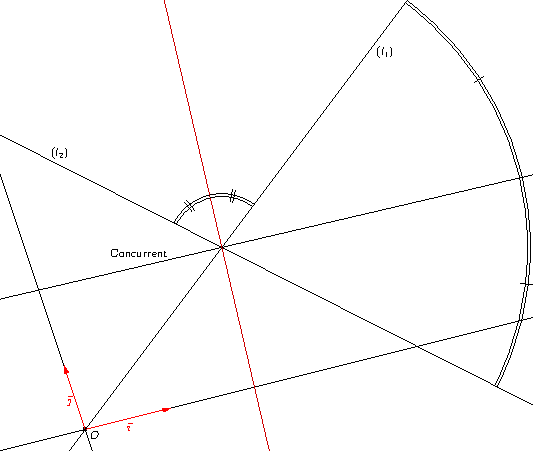 (l₁)
(l₂)
Concurrent
j
O
i